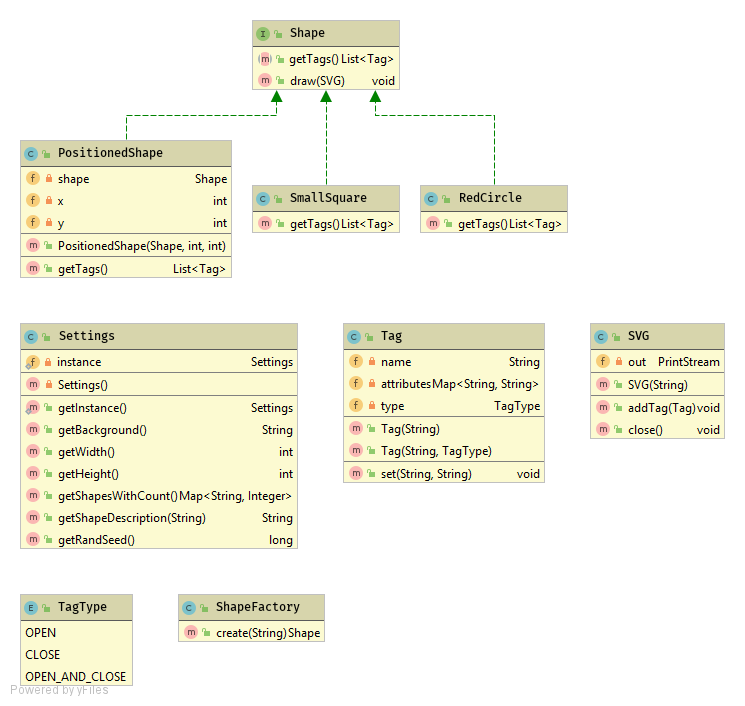 I Shape
(m) getTags() List<Tag>
m draw(SVG) void
C PositionedShape
f shape Shape
f x int
f y int
m PositionedShape(Shape, int, int)
m getTags() List<Tag>
C SmallSquare
m getTags() List<Tag>
C RedCircle
m getTags() List<Tag>
C Settings
f instance Settings
m Settings()
m getInstance() Settings
m getBackground() String
m getWidth() int
m getHeight() int
m getShapesWithCount() Map<String, Integer>
m getShapeDescription(String) String
m getRandSeed() long
C Tag
f name String
f attributes Map<String, String>
f type TagType
m Tag(String)
m Tag(String, TagType)
m set(String, String) void
C SVG
f out PrintStream
m SVG(String)
m addTag(Tag) void
m close() void
E TagType
OPEN
CLOSE
OPEN_AND_CLOSE
C ShapeFactory
m create(String) Shape
Powered by yFiles